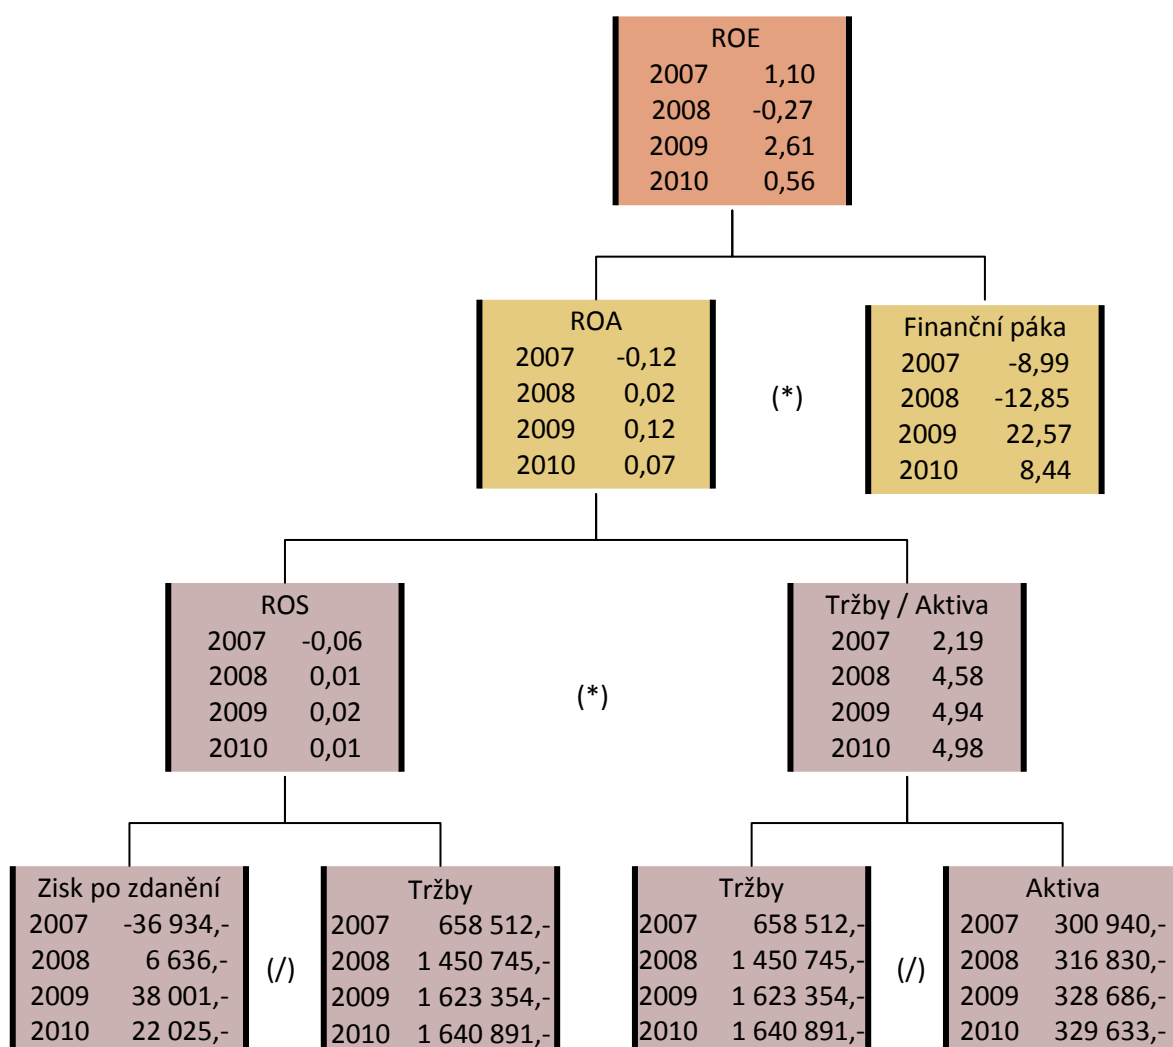 ROE
2007 1,10
2008 -0,27
2009 2,61
2010 0,56
ROA
2007 -0,12
2008 0,02
2009 0,12
2010 0,07
(*)
Finanční páka
2007 -8,99
2008 -12,85
2009 22,57
2010 8,44
ROS
2007 -0,06
2008 0,01
2009 0,02
2010 0,01
(*)
Tržby / Aktiva
2007 2,19
2008 4,58
2009 4,94
2010 4,98
Zisk po zdanění
2007 -36 934,-
2008 6 636,-
2009 38 001,-
2010 22 025,-
(/)
Tržby
2007 658 512,-
2008 1 450 745,-
2009 1 623 354,-
2010 1 640 891,-
Tržby
2007 658 512,-
2008 1 450 745,-
2009 1 623 354,-
2010 1 640 891,-
(/)
Aktiva
2007 300 940,-
2008 316 830,-
2009 328 686,-
2010 329 633,-